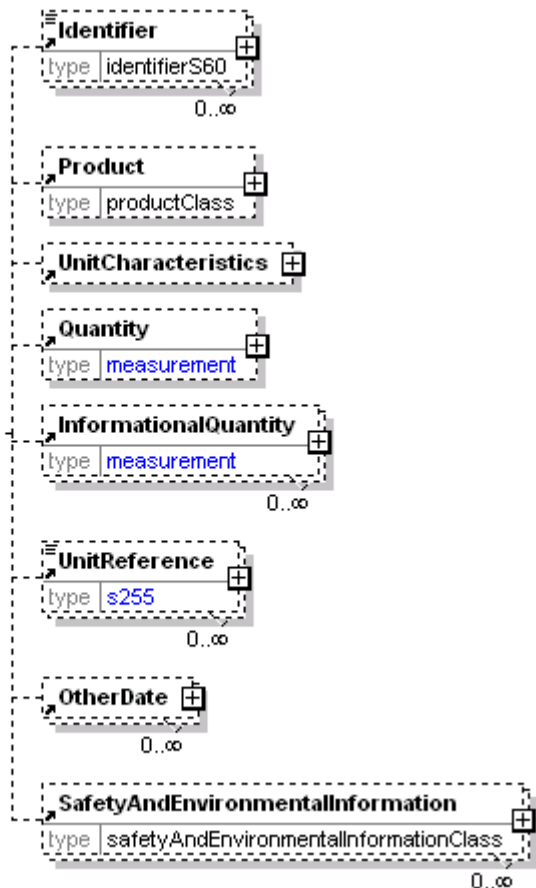 Identifier
type identifierS60
0..∞
Product
type productClass
UnitCharacteristics
Quantity
type measurement
InformationalQuantity
type measurement
0..∞
UnitReference
type s255
0..∞
OtherDate
0..∞
SafetyAndEnvironmentalInformation
type safetyAndEnvironmentalInformationClass
0..∞